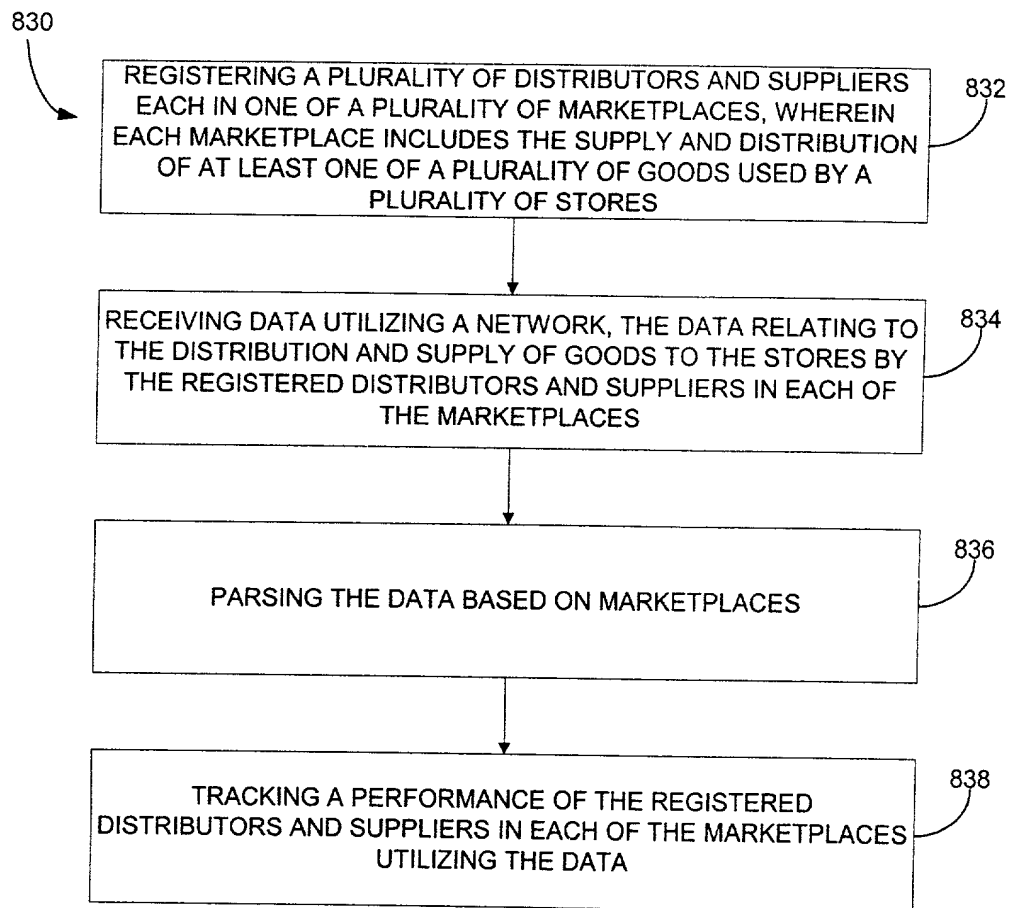 830
REGISTERING A PLURALITY OF DISTRIBUTORS AND SUPPLIERS
EACH IN ONE OF A PLURALITY OF MARKETPLACES, WHEREIN
EACH MARKETPLACE INCLUDES THE SUPPLY AND DISTRIBUTION
OF AT LEAST ONE OF A PLURALITY OF GOODS USED BY A
PLURALITY OF STORES
832
RECEIVING DATA UTILIZING A NETWORK, THE DATA RELATING TO
THE DISTRIBUTION AND SUPPLY OF GOODS TO THE STORES BY
THE REGISTERED DISTRIBUTORS AND SUPPLIERS IN EACH OF
THE MARKETPLACES
834
PARSING THE DATA BASED ON MARKETPLACES
836
TRACKING A PERFORMANCE OF THE REGISTERED
DISTRIBUTORS AND SUPPLIERS IN EACH OF THE MARKETPLACES
UTILIZING THE DATA
838